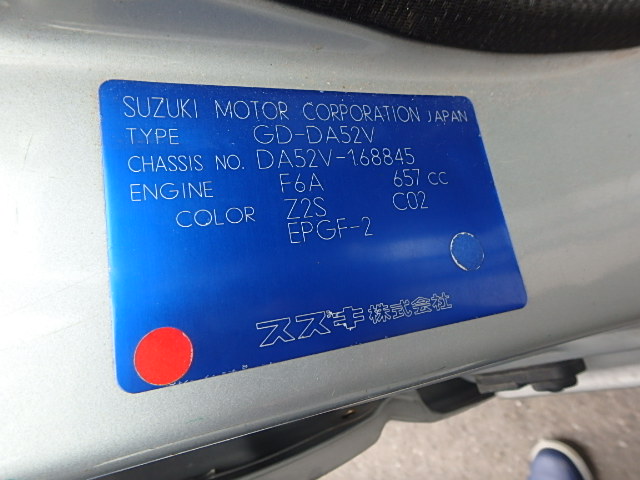 SUZUKI MOTOR CORPORATION JAPAN
TYPE GD-DA52V
CHASSIS NO. DA52V-168845
ENGINE F6A 657 cc
COLOR Z2S C02
EPGF-2
スズキ株式会社